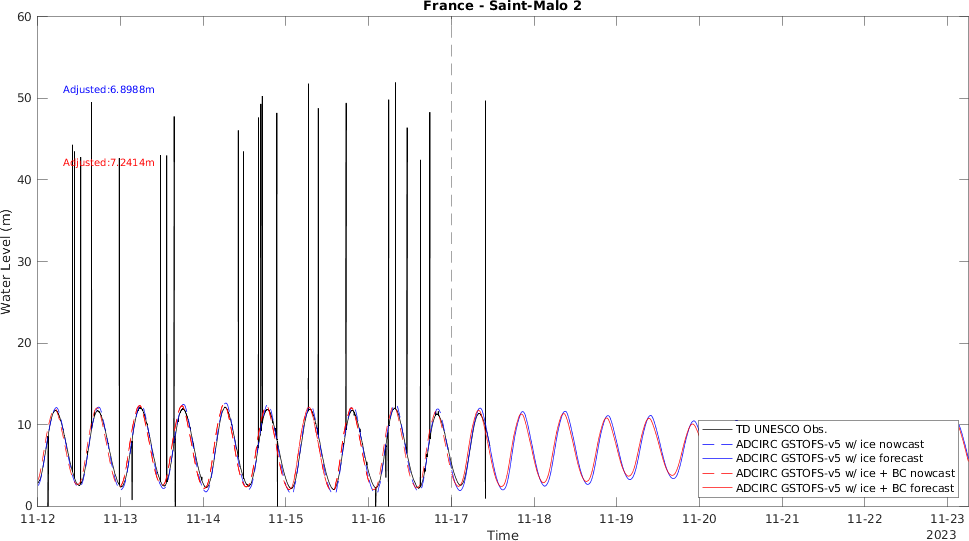 France - Saint-Malo 2
60
50
40
30
20
10
0
Water Level (m)
Adjusted:6.8988m
Adjusted:7.2414m
TD UNESCO Obs.
ADCIRC GSTOFS-v5 w/ ice nowcast
ADCIRC GSTOFS-v5 w/ ice forecast
ADCIRC GSTOFS-v5 w/ ice + BC nowcast
ADCIRC GSTOFS-v5 w/ ice + BC forecast
11-12 11-13 11-14 11-15 11-16 11-17 11-18 11-19 11-20 11-21 11-22 11-23
Time
2023